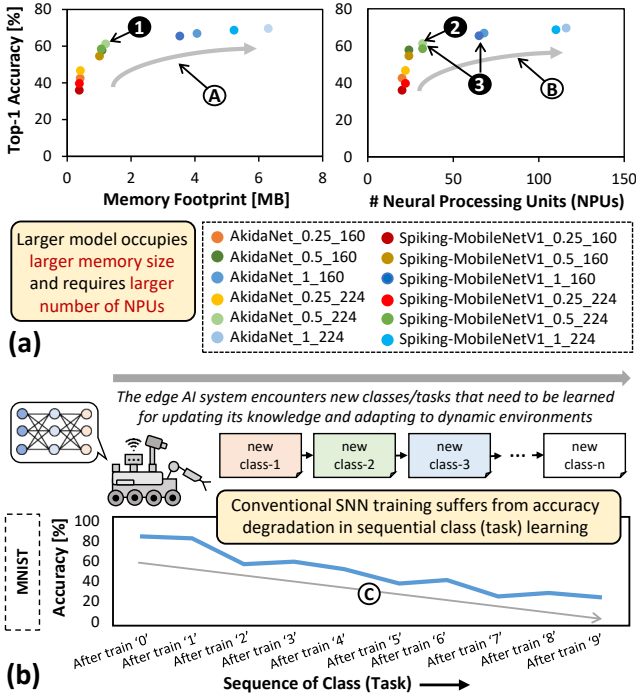 80
60
40
20
0
0 2 4 6 8
Top-1 Accuracy [%]
Memory Footprint [MB]
1
A
80
60
40
20
0
0 50 100 150
# Neural Processing Units (NPUs)
2
3
B
Larger model occupies
larger memory size
and requires larger
number of NPUs
(a)
AkidaNet_0.25_160
AkidaNet_0.5_160
AkidaNet_1_160
AkidaNet_0.25_224
AkidaNet_0.5_224
AkidaNet_1_224
Spiking-MobileNetV1_0.25_160
Spiking-MobileNetV1_0.5_160
Spiking-MobileNetV1_1_160
Spiking-MobileNetV1_0.25_224
Spiking-MobileNetV1_0.5_224
Spiking-MobileNetV1_1_224
The edge AI system encounters new classes/tasks that need to be learned
for updating its knowledge and adapting to dynamic environments
new
class-1
new
class-2
new
class-3
...
new
class-n
Conventional SNN training suffers from accuracy
degradation in sequential class (task) learning
MNIST
Accuracy [%]
100
80
60
40
20
0
C
After train ‘0’
After train ‘1’
After train ‘2’
After train ‘3’
After train ‘4’
After train ‘5’
After train ‘6’
After train ‘7’
After train ‘8’
After train ‘9’
(b)
Sequence of Class (Task)